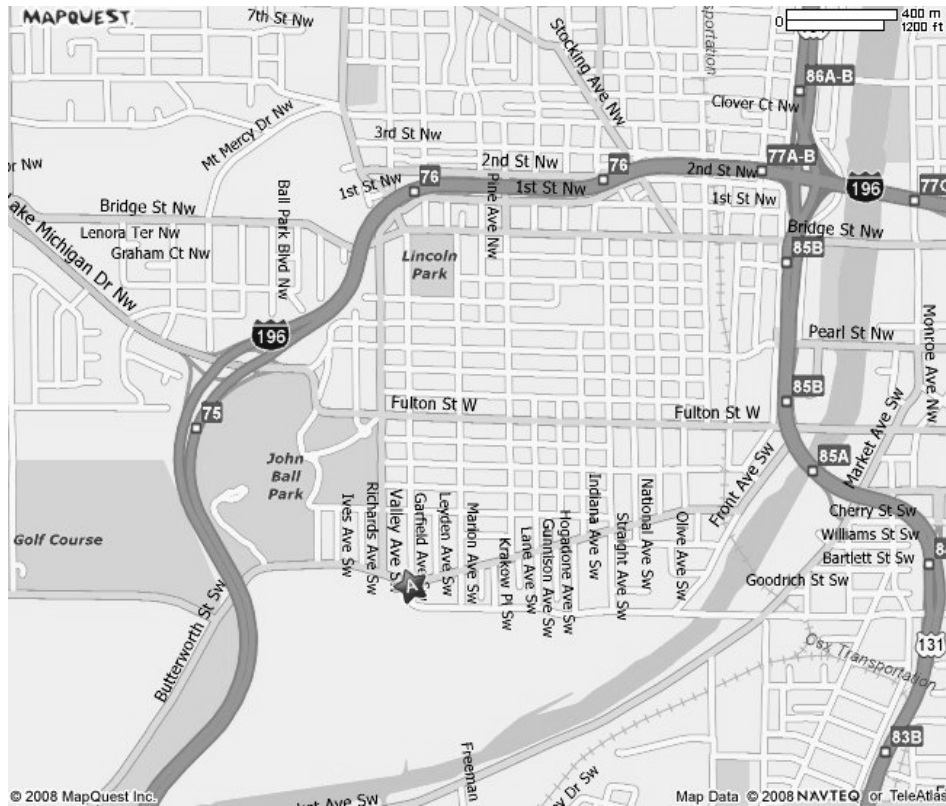 MAPQUEST.
7th St Nw
400 m
0
1200 ft
Stocking Ave Nw
86A-B
Clover Ct Nw
Mt Mercy Dr Nw
3rd St Nw
2nd St Nw
76
77A-B
2nd St Nw
1st St Nw
76
1st St Nw
196
77C
1st St Nw
Lake Michigan Dr Nw
Bridge St Nw
Ball Park Blvd Nw
Pine Ave Nw
Bridge St Nw
Lenora Ter Nw
Graham Ct Nw
Lincoln
Park
85B
Monroe Ave Nw
196
Pearl St Nw
75
Fulton St W
Fulton St W
85B
Market Ave Sw
John
Ball
Park
Front Ave Sw
85A
Golf Course
Ives Ave Sw
Richards Ave Sw
Valley Ave S
Garfield Ave Sw
Leyden Ave Sw
Marion Ave Sw
Krakow Pl Sw
Lane Ave Sw
Gunnison Ave Sw
Hogadone Ave Sw
Indiana Ave Sw
Straight Ave Sw
National Ave Sw
Olive Ave Sw
Cherry St Sw
Williams St Sw
Bartlett St Sw
Goodrich St Sw
A
Butterworth St Sw
131
Csx Transportation
83B
Freeman
© 2008 MapQuest Inc.
Map Data © 2008 NAVTEQ or TeleAtlas